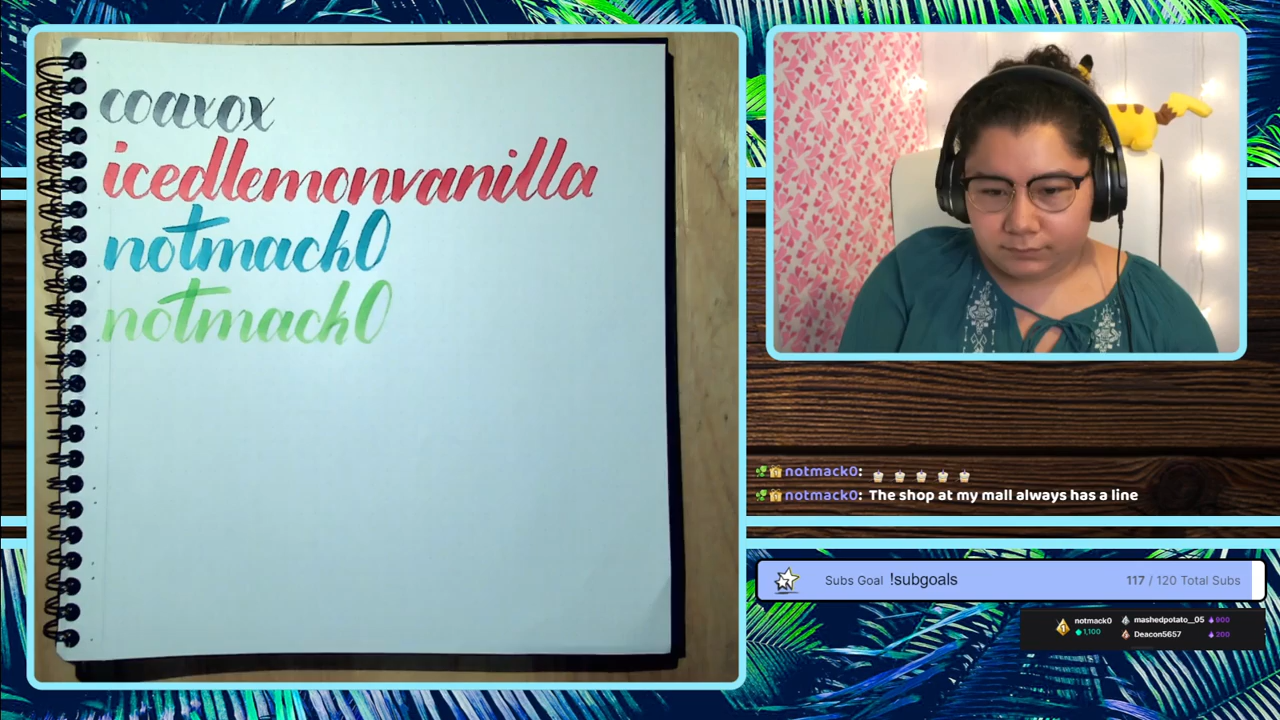 coaxox
icedlemonvanilla
notmack0
notmack0
notmack0:
notmack0: The shop at my mall always has a line
Subs Goal !subgoals 117 / 120 Total Subs
notmack0 1,100
mashedpotato__05 900
Deacon5657 200